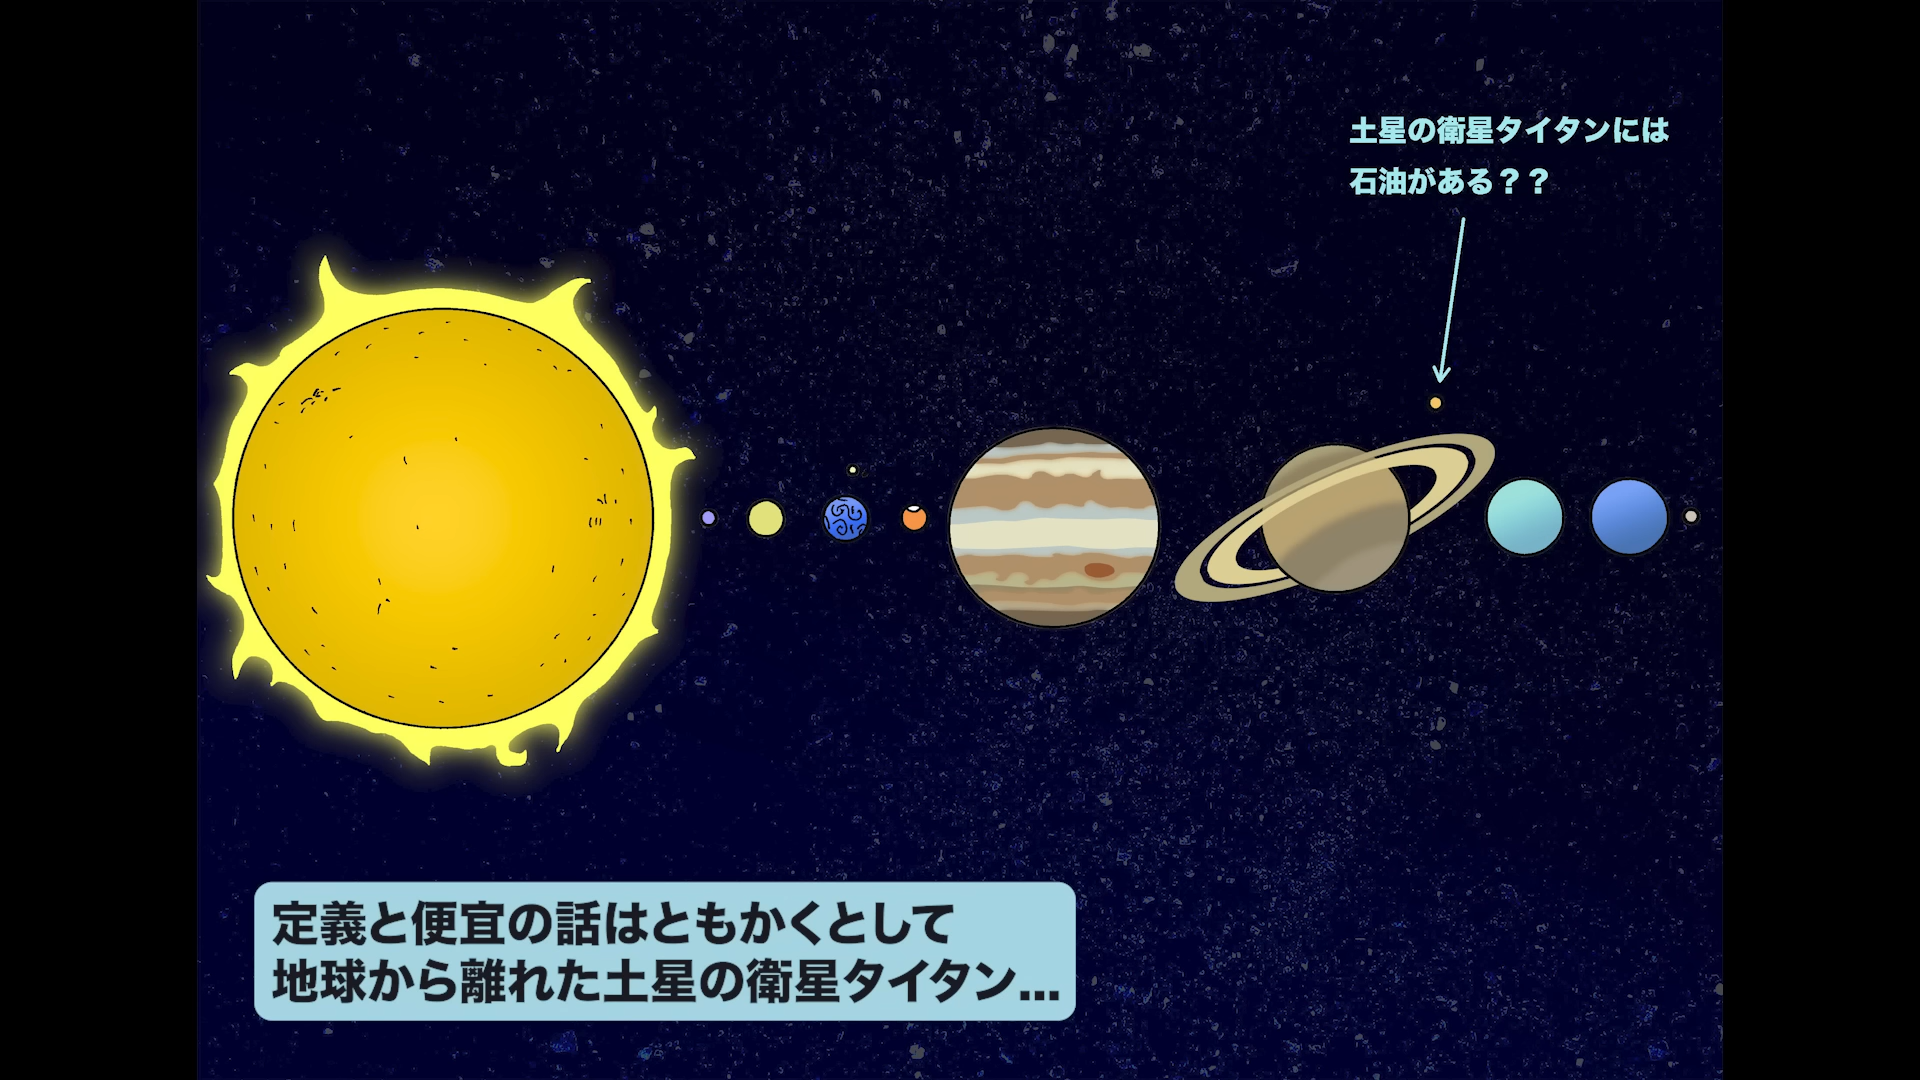 土星の衛星タイタンには
石油がある？？
定義と便宜の話はともかくとして
地球から離れた土星の衛星タイタン...